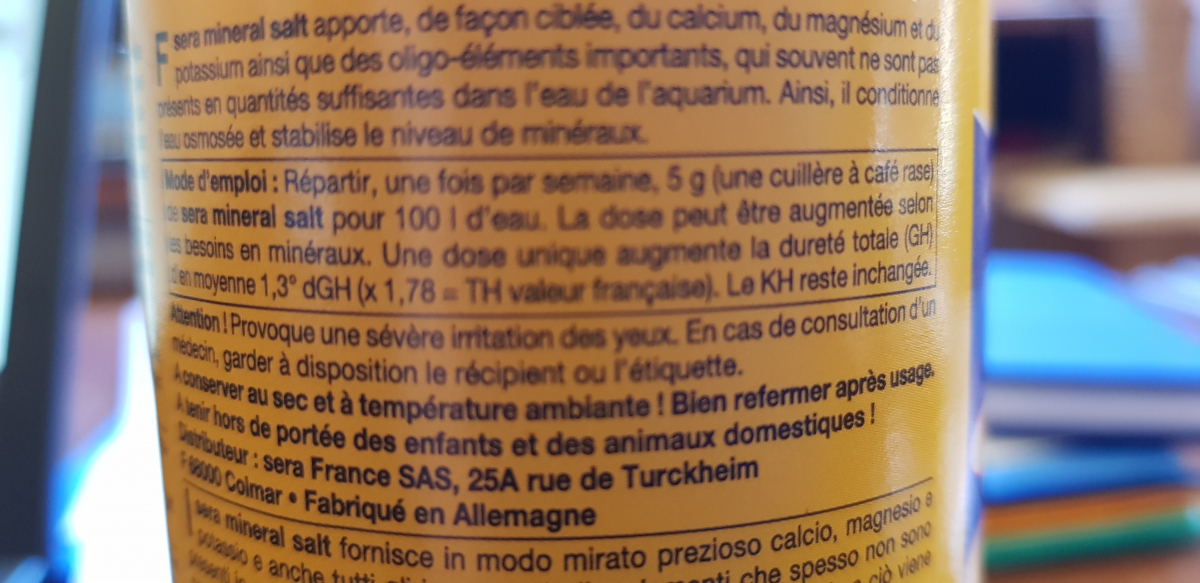 F sera mineral salt apporte, de façon ciblée, du calcium, du magnésium et du
potassium ainsi que des oligo-éléments importants, qui souvent ne sont pas
présents en quantités suffisantes dans l'eau de l'aquarium. Ainsi, il conditionne
l'eau osmosée et stabilise le niveau de minéraux.
Mode d'emploi : Répartir, une fois par semaine, 5 g (une cuillère à café rase)
de sera mineral salt pour 100 l d'eau. La dose peut être augmentée selon
les besoins en minéraux. Une dose unique augmente la dureté totale (GH)
d'en moyenne 1,3° dGH (x 1,78 = TH valeur française). Le KH reste inchangée.
Attention ! Provoque une sévère irritation des yeux. En cas de consultation d'un
médecin, garder à disposition le récipient ou l'étiquette.
A conserver au sec et à température ambiante ! Bien refermer après usage.
A tenir hors de portée des enfants et des animaux domestiques !
Distributeur : sera France SAS, 25A rue de Turckheim
F 68000 Colmar • Fabriqué en Allemagne
I sera mineral salt fornisce in modo mirato prezioso calcio, magnesio e
potassio e anche tutti che spesso non sono
ciò viene